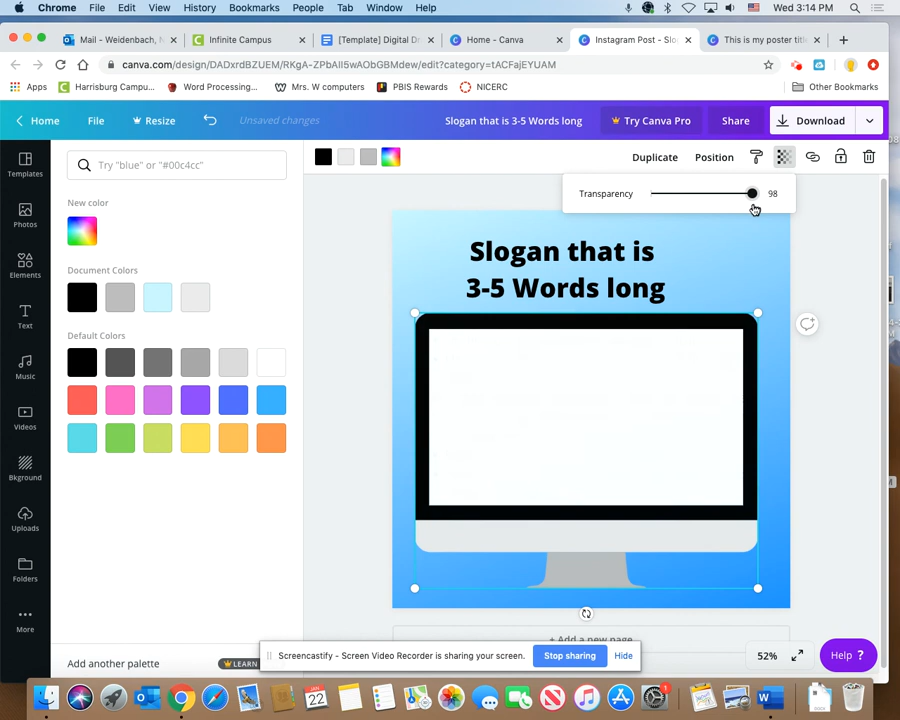 Chrome File Edit View History Bookmarks People Tab Window Help Wed 3:14 PM
Mail - Weidenbach, N Infinite Campus [Template] Digital Dr Home - Canva Instagram Post - Slo This is my poster title
canva.com/design/DADxrdBZUEM/RKgA-ZPbAlI5wAObGBMdew/edit?category=tACFajEYUAM
Apps Harrisburg Campu... Word Processing... Mrs. W computers PBIS Rewards NICERC Other Bookmarks
Home File Resize Unsaved changes Slogan that is 3-5 Words long Try Canva Pro Share Download
Try "blue" or "#00c4cc" Duplicate Position
Templates
Transparency 98
New color
Photos
Document Colors
Elements
Slogan that is
3-5 Words long
Text
Default Colors
Music
Videos
Bkground
Uploads
Folders
More
+ Add a new page
Add another palette LEARN
Screencastify - Screen Video Recorder is sharing your screen. Stop sharing Hide
52% Help ?
JAN
22
W